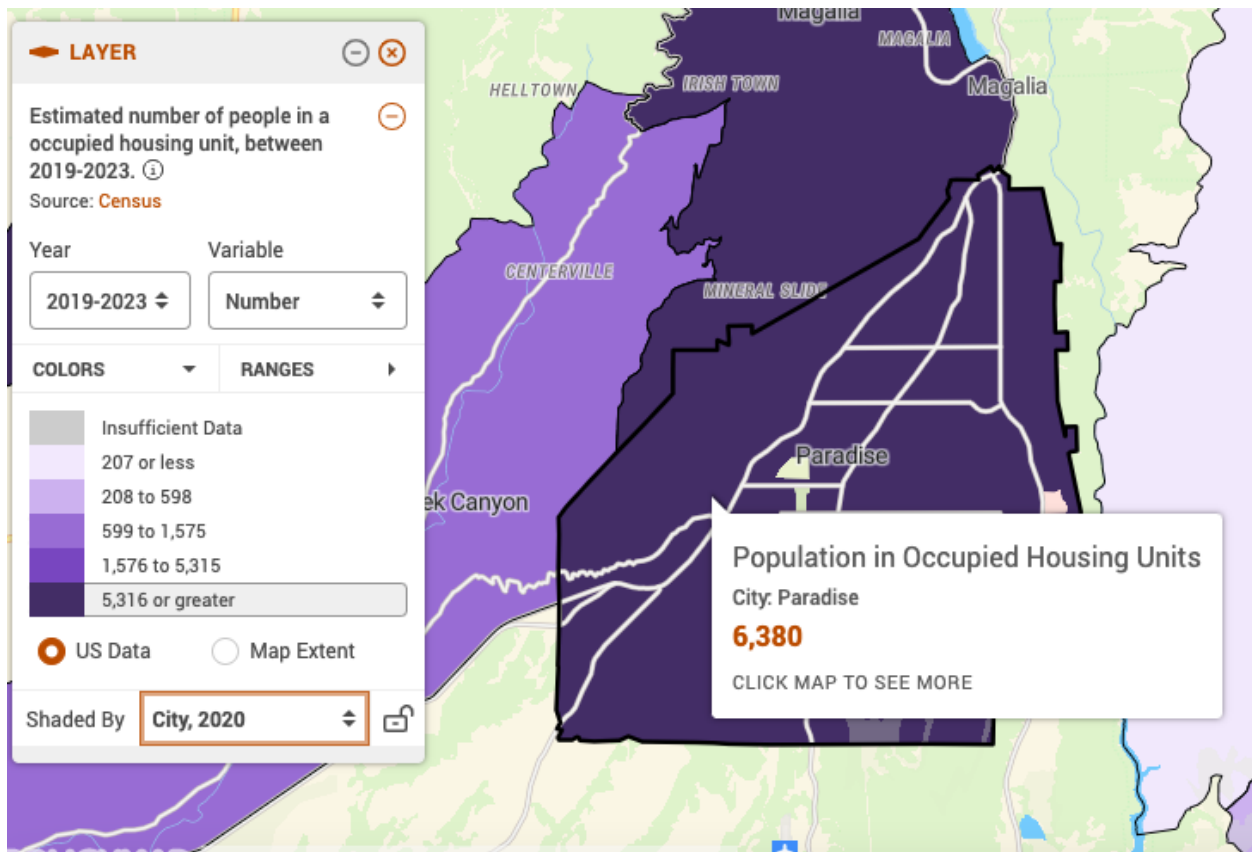 LAYER
Estimated number of people in a
occupied housing unit, between
2019-2023.
Source: Census
Year
Variable
2019-2023
Number
COLORS
RANGES
Insufficient Data
207 or less
208 to 598
599 to 1,575
1,576 to 5,315
5,316 or greater
US Data
Map Extent
Shaded By
City, 2020
Magalia
MAGALIA
Magalia
HELLTOWN
IRISH TOWN
CENTERVILLE
MINERAL SLIDE
Paradise
ek Canyon
Population in Occupied Housing Units
City: Paradise
6,380
CLICK MAP TO SEE MORE